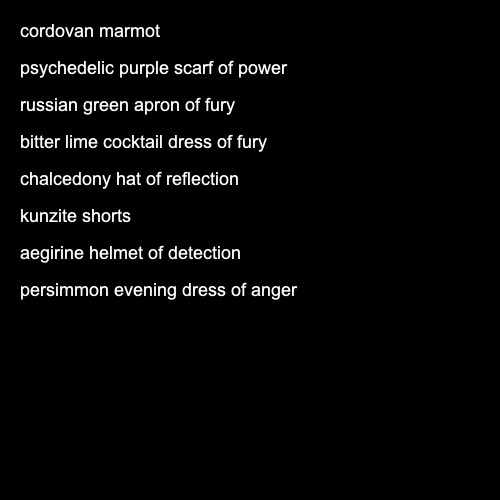 cordovan marmot
psychedelic purple scarf of power
russian green apron of fury
bitter lime cocktail dress of fury
chalcedony hat of reflection
kunzite shorts
aegirine helmet of detection
persimmon evening dress of anger